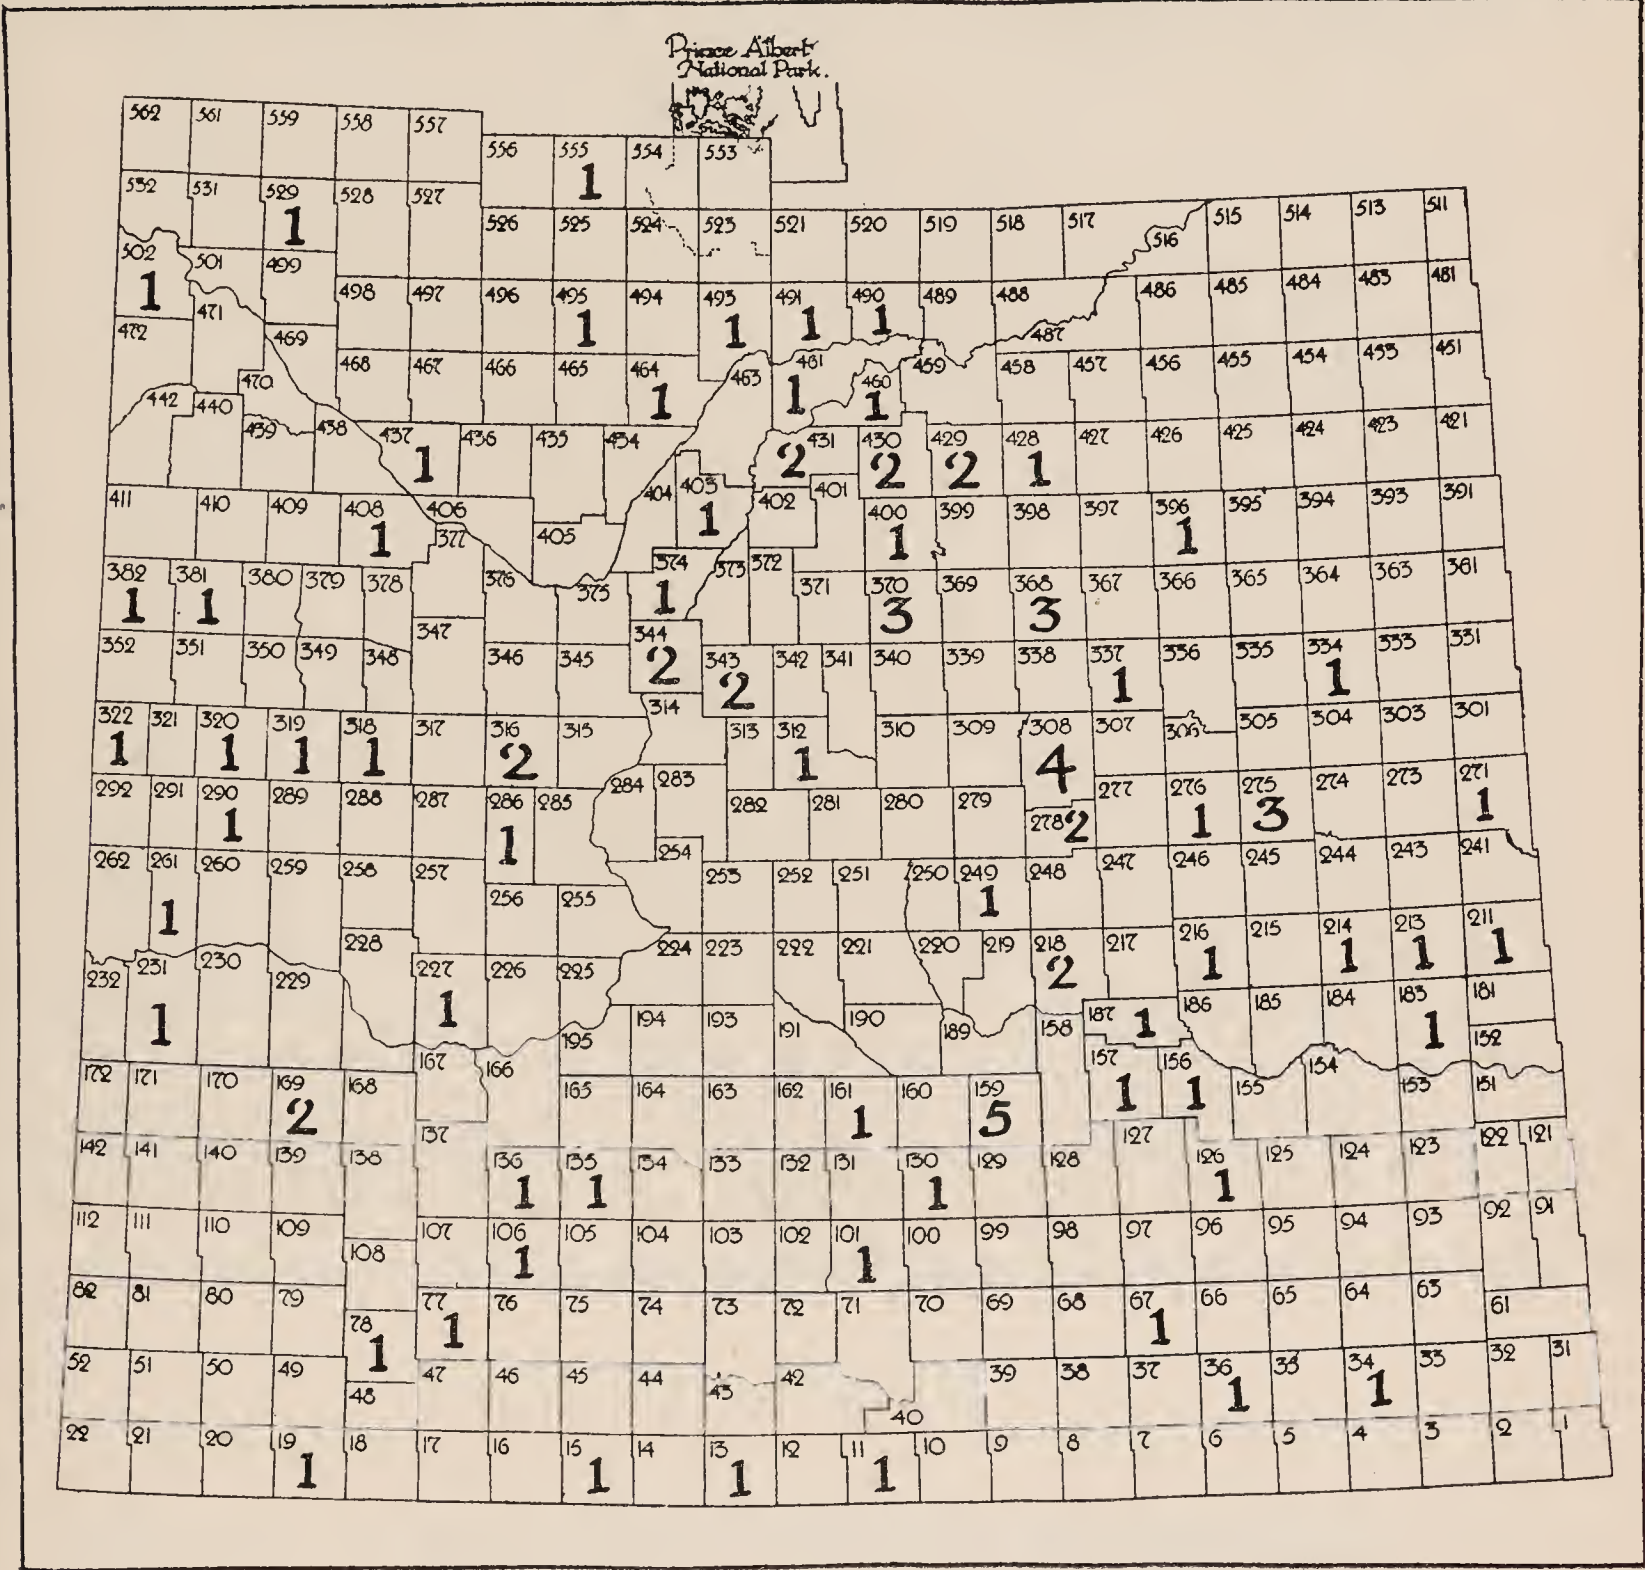 Prince Albert
National Park.
562 561 559 558 557
556 555 554 553
1
532 531 529 528 527
1
526 525 524 523 521 520 519 518 517 516 515 514 513 511
502 501 499
1
498 497 496 495 494 493 491 490 489 488 487 486 485 484 483 481
1 1 1 1
472 471 469
468 467 466 465 464 463 461 460 459 458 457 456 455 454 453 451
1 1 1
470
442 440 439 438 437 436 435 434 431 430 429 428 427 426 425 424 423 421
1 2 2 2 1
404 403 402 401
1
411 410 409 408 406 405 400 399 398 397 396 395 394 393 391
1 1 1
377
382 381 380 379 378 376 375 374 373 372 371 370 369 368 367 366 365 364 363 361
1 1 1 3 3
352 351 350 349 348 347 346 345 344 343 342 341 340 339 338 337 336 335 334 333 331
2 2 1 1
314
322 321 320 319 318 317 316 315 313 312 310 309 308 307 306 305 304 303 301
1 1 1 1 2 1 4
292 291 290 289 288 287 286 285 284 283 282 281 280 279 278 277 276 275 274 273 271
1 1 2 1 3 1
254
262 261 260 259 258 257 256 255 253 252 251 250 249 248 247 246 245 244 243 241
1 1
228 227 226 225 224 223 222 221 220 219 218 217 216 215 214 213 211
1 2 1 1 1 1
232 231 230 229
1
195 194 193 191 190 189 158 187 186 185 184 183 181
1 1
152
172 171 170 169 168 167 166 165 164 163 162 161 160 159 157 156 155 154 153 151
2 1 5 1 1
142 141 140 139 138 137 136 135 134 133 132 131 130 129 128 127 126 125 124 123 122 121
1 1 1 1
112 111 110 109 108 107 106 105 104 103 102 101 100 99 98 97 96 95 94 93 92 91
1 1
82 81 80 79 78 77 76 75 74 73 72 71 70 69 68 67 66 65 64 63 61
1 1 1
52 51 50 49 48 47 46 45 44 43 42 40 39 38 37 36 35 34 33 32 31
1 1
22 21 20 19 18 17 16 15 14 13 12 11 10 9 8 7 6 5 4 3 2 1
1 1 1 1